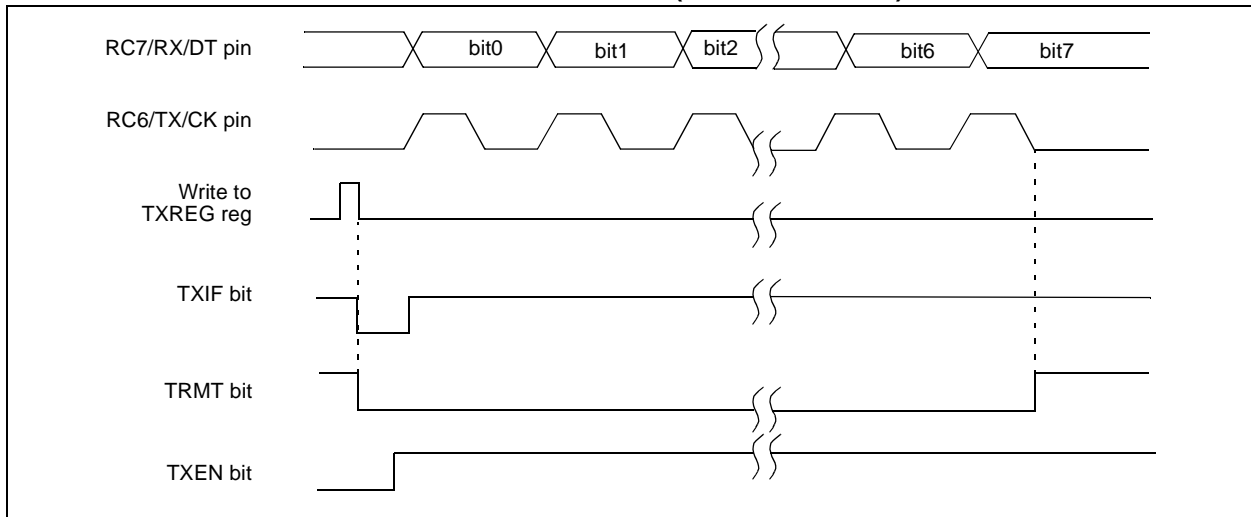 RC7/RX/DT pin
bit0 bit1 bit2 bit6 bit7
RC6/TX/CK pin
Write to
TXREG reg
TXIF bit
TRMT bit
TXEN bit